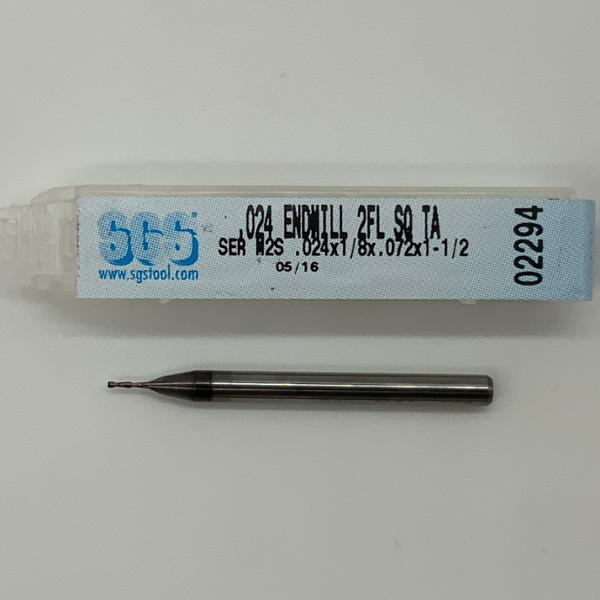 SGS
www.sgstool.com
.024 ENDMILL 2FL SQ TA
SER M2S .024x1/8x.072x1-1/2
05/16
02294